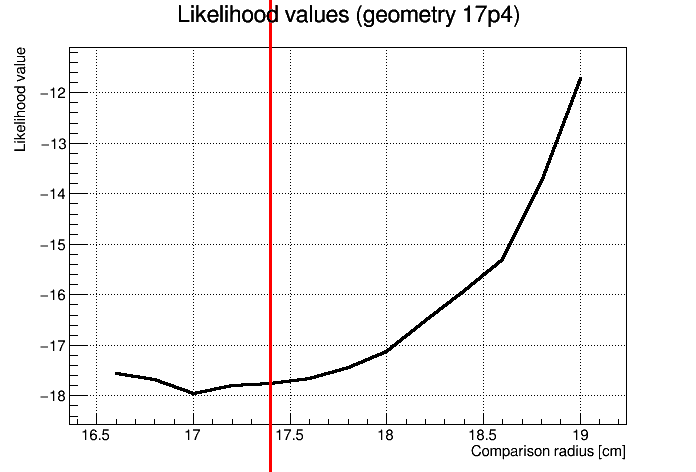 Likelihood values (geometry 17p4)
Likelihood value
−12
−13
−14
−15
−16
−17
−18
16.5 17 17.5 18 18.5 19
Comparison radius [cm]